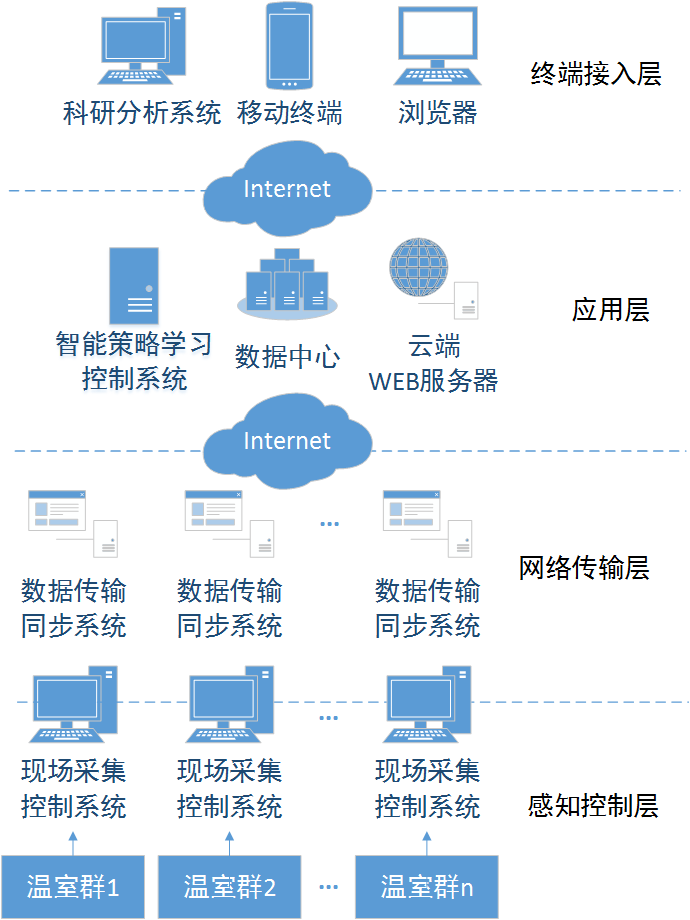 科研分析系统 移动终端 浏览器 终端接入层
Internet
智能策略学习
控制系统
数据中心
云端
WEB服务器
应用层
Internet
...
数据传输 数据传输 数据传输
同步系统 同步系统 同步系统
网络传输层
...
现场采集 现场采集 现场采集
控制系统 控制系统 控制系统
感知控制层
温室群1 温室群2 ... 温室群n